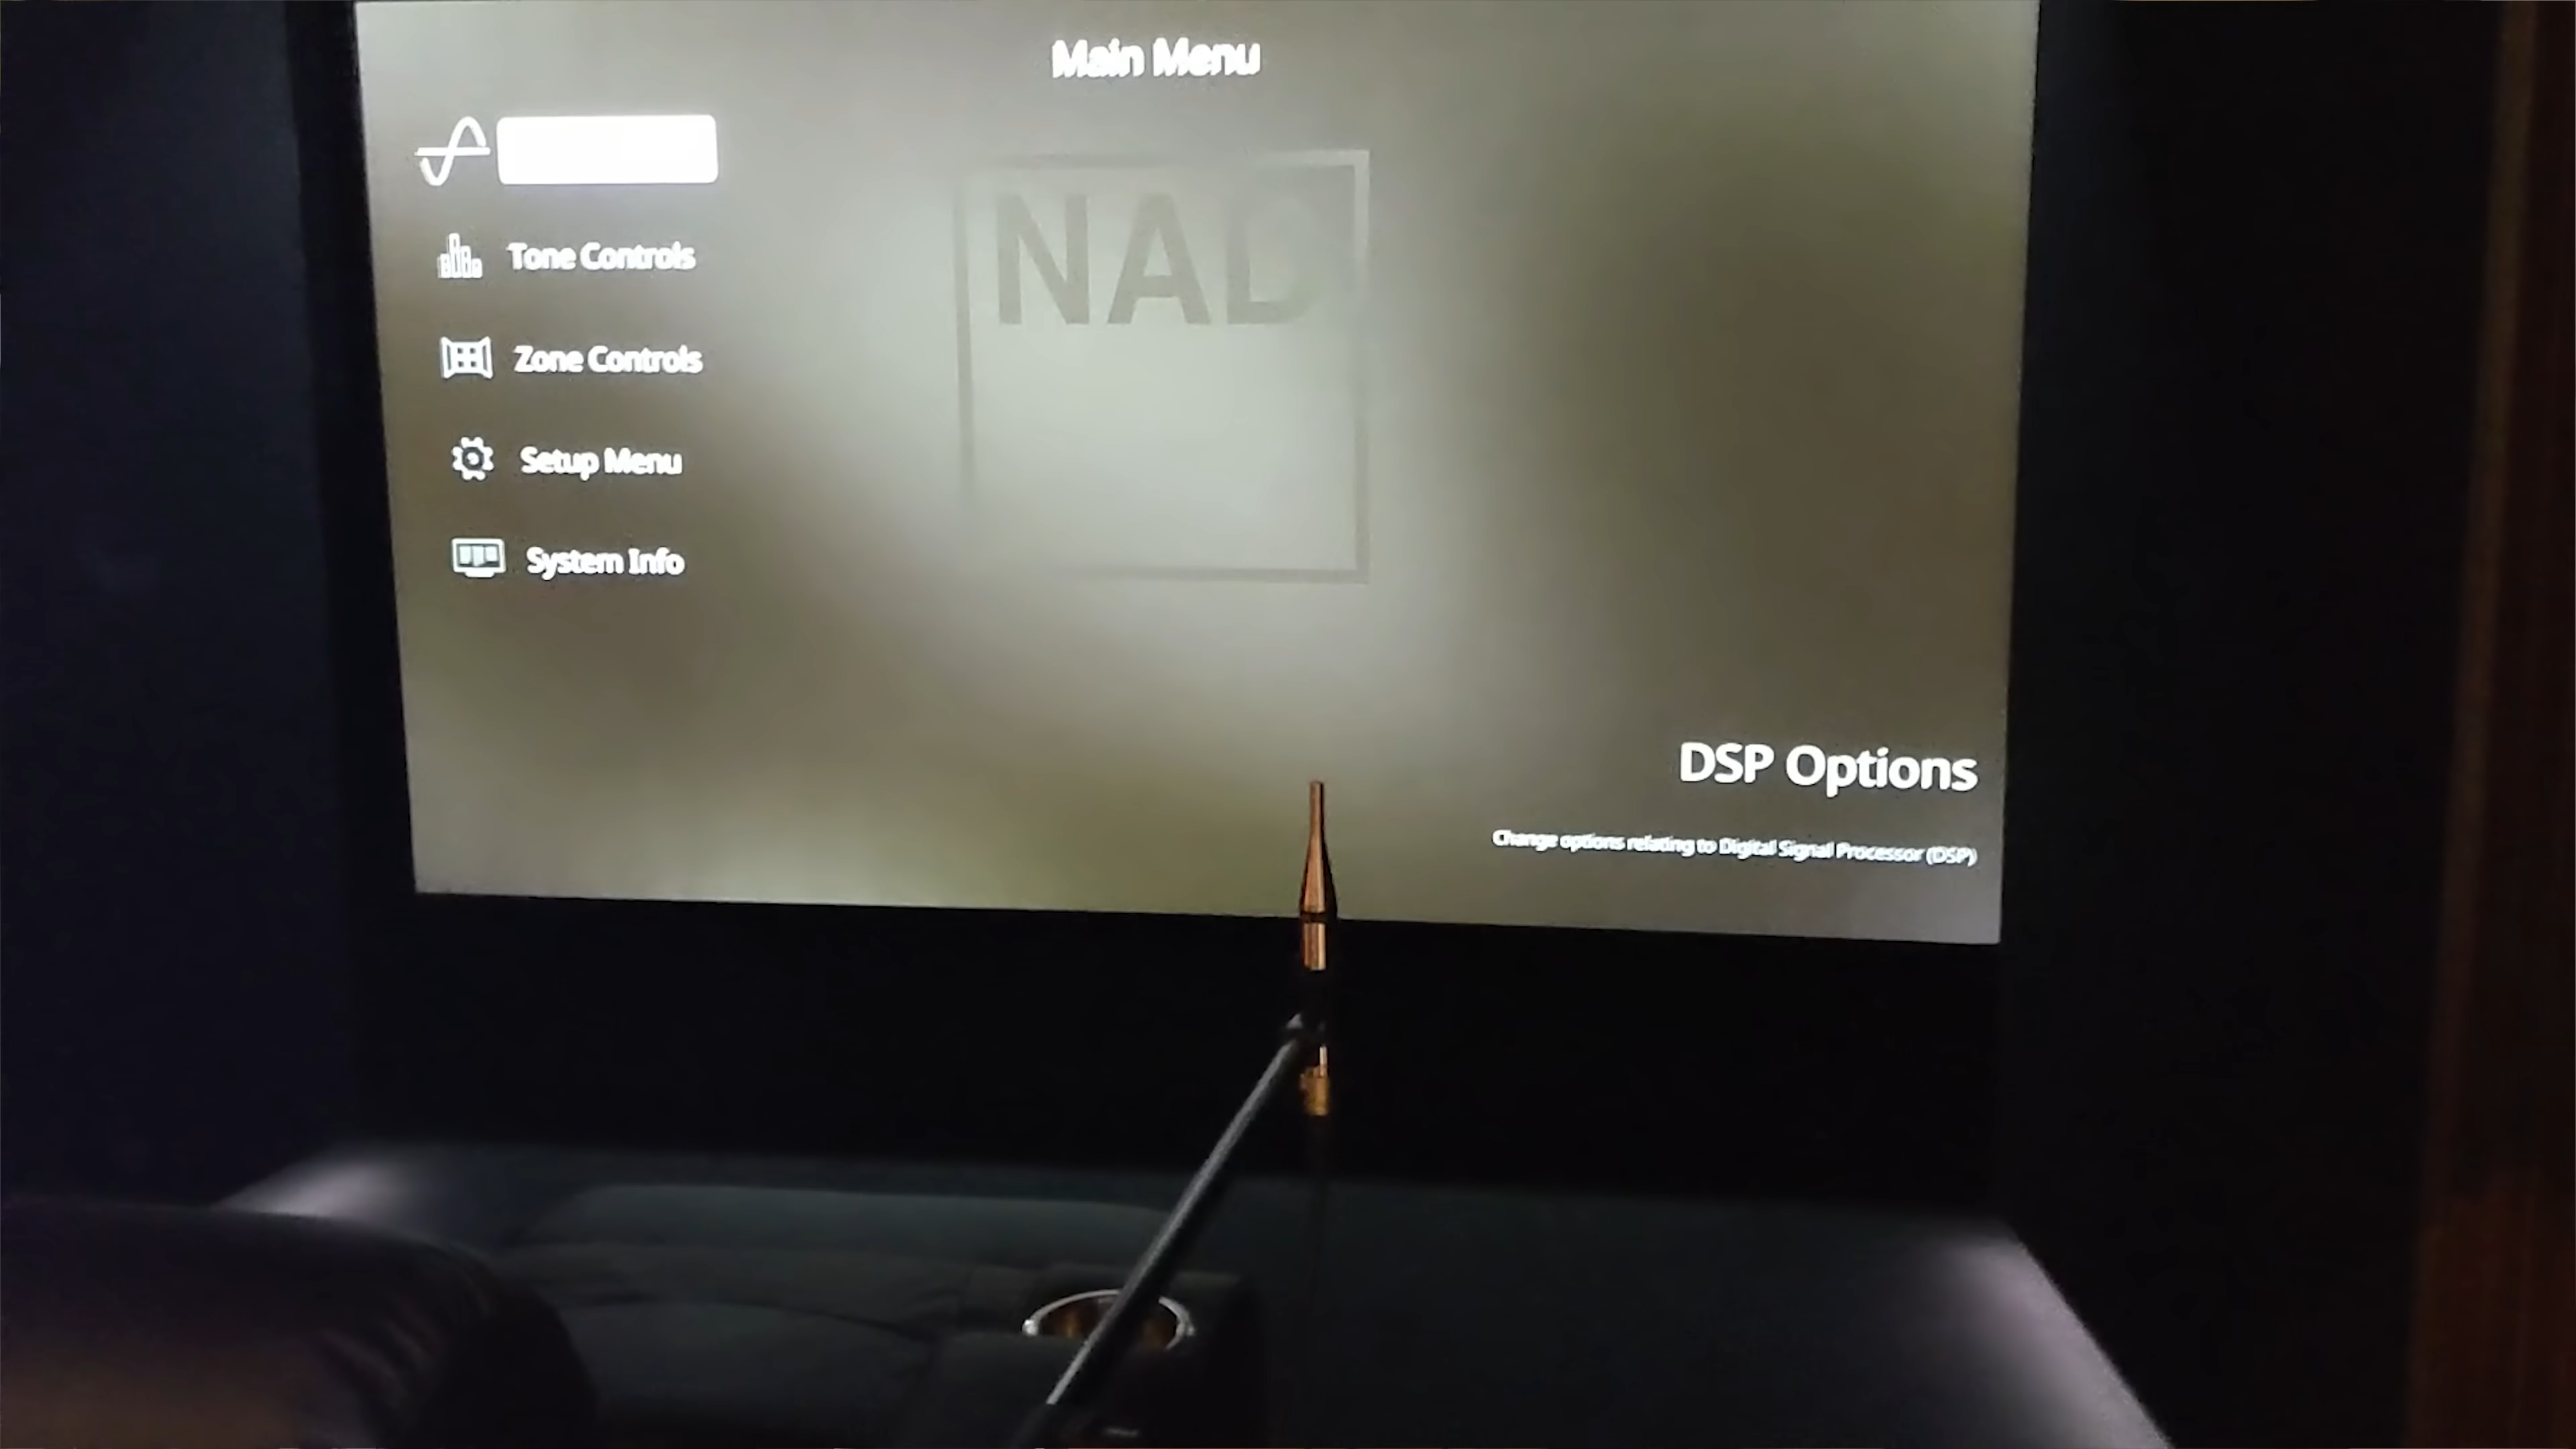 Main Menu
NAD
Tone Controls
Zone Controls
Setup Menu
System Info
DSP Options
Change options relating to Digital Signal Processor (DSP)